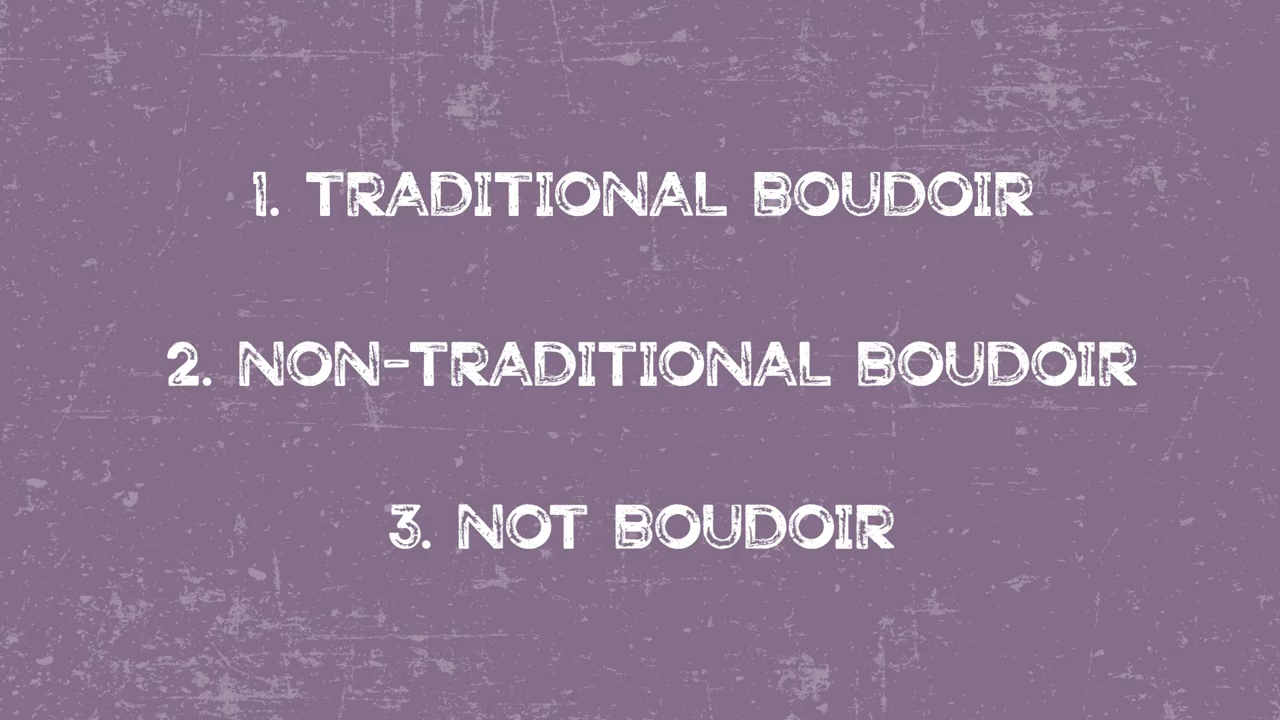 1. TRADITIONAL BOUDOIR
2. NON-TRADITIONAL BOUDOIR
3. NOT BOUDOIR